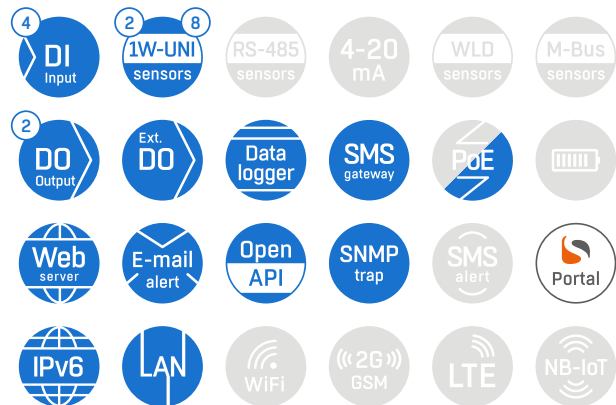 4
DI
Input
2
8
1W-UNI
sensors
RS-485
sensors
4-20
mA
WLD
sensors
M-Bus
sensors
2
DO
Output
Ext.
DO
Data
logger
SMS
gateway
PoE
Web
server
E-mail
alert
Open
API
SNMP
trap
SMS
alert
Portal
IPv6
LAN
WiFi
2G
GSM
LTE
NB-IoT